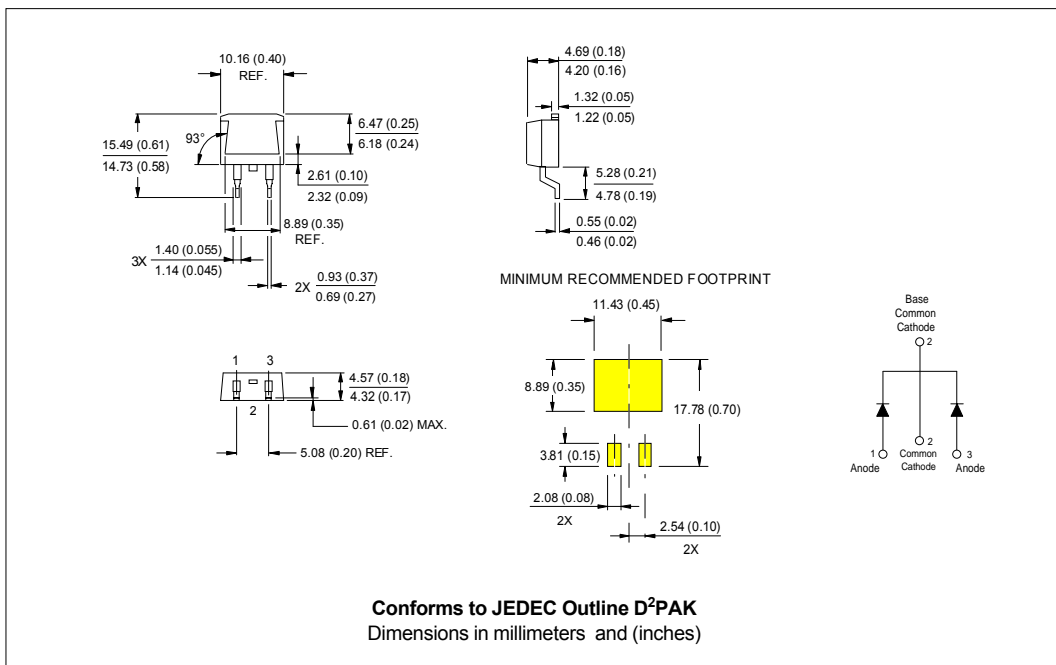 10.16 (0.40)
REF.
15.49 (0.61)
14.73 (0.58)
93°
6.47 (0.25)
6.18 (0.24)
2.61 (0.10)
2.32 (0.09)
8.89 (0.35)
REF.
3X
1.40 (0.055)
1.14 (0.045)
2X
0.93 (0.37)
0.69 (0.27)
4.69 (0.18)
4.20 (0.16)
1.32 (0.05)
1.22 (0.05)
5.28 (0.21)
4.78 (0.19)
0.55 (0.02)
0.46 (0.02)
1 3
2
4.57 (0.18)
4.32 (0.17)
0.61 (0.02) MAX.
5.08 (0.20) REF.
MINIMUM RECOMMENDED FOOTPRINT
11.43 (0.45)
8.89 (0.35)
17.78 (0.70)
3.81 (0.15)
2.08 (0.08)
2X
2.54 (0.10)
2X
Base
Common
Cathode
2
1
Anode
2
Common
Cathode
3
Anode
Conforms to JEDEC Outline D²PAK
Dimensions in millimeters and (inches)